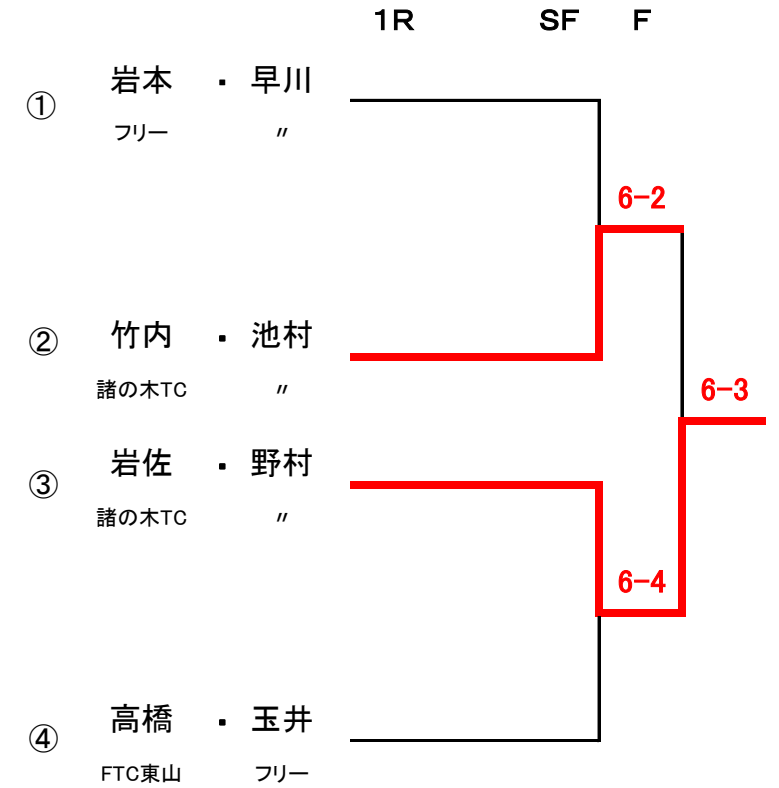 1R SF F
① 岩本 ・ 早川
フリー 〃
6-2
② 竹内 ・ 池村
諸の木TC 〃
6-3
③ 岩佐 ・ 野村
諸の木TC 〃
6-4
④ 高橋 ・ 玉井
FTC東山 フリー